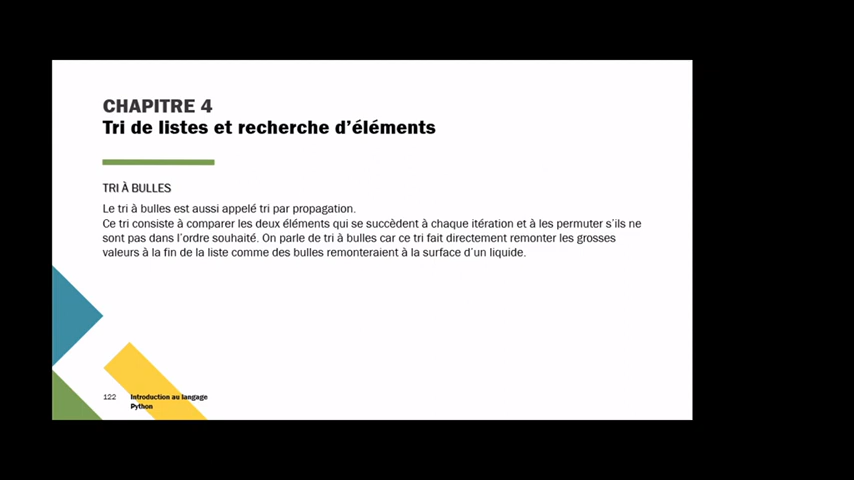 CHAPITRE 4
Tri de listes et recherche d'éléments
TRI À BULLES
Le tri à bulles est aussi appelé tri par propagation.
Ce tri consiste à comparer les deux éléments qui se succèdent à chaque itération et à les permuter s'ils ne
sont pas dans l'ordre souhaité. On parle de tri à bulles car ce tri fait directement remonter les grosses
valeurs à la fin de la liste comme des bulles remonteraient à la surface d'un liquide.
122
Introduction au langage
Python